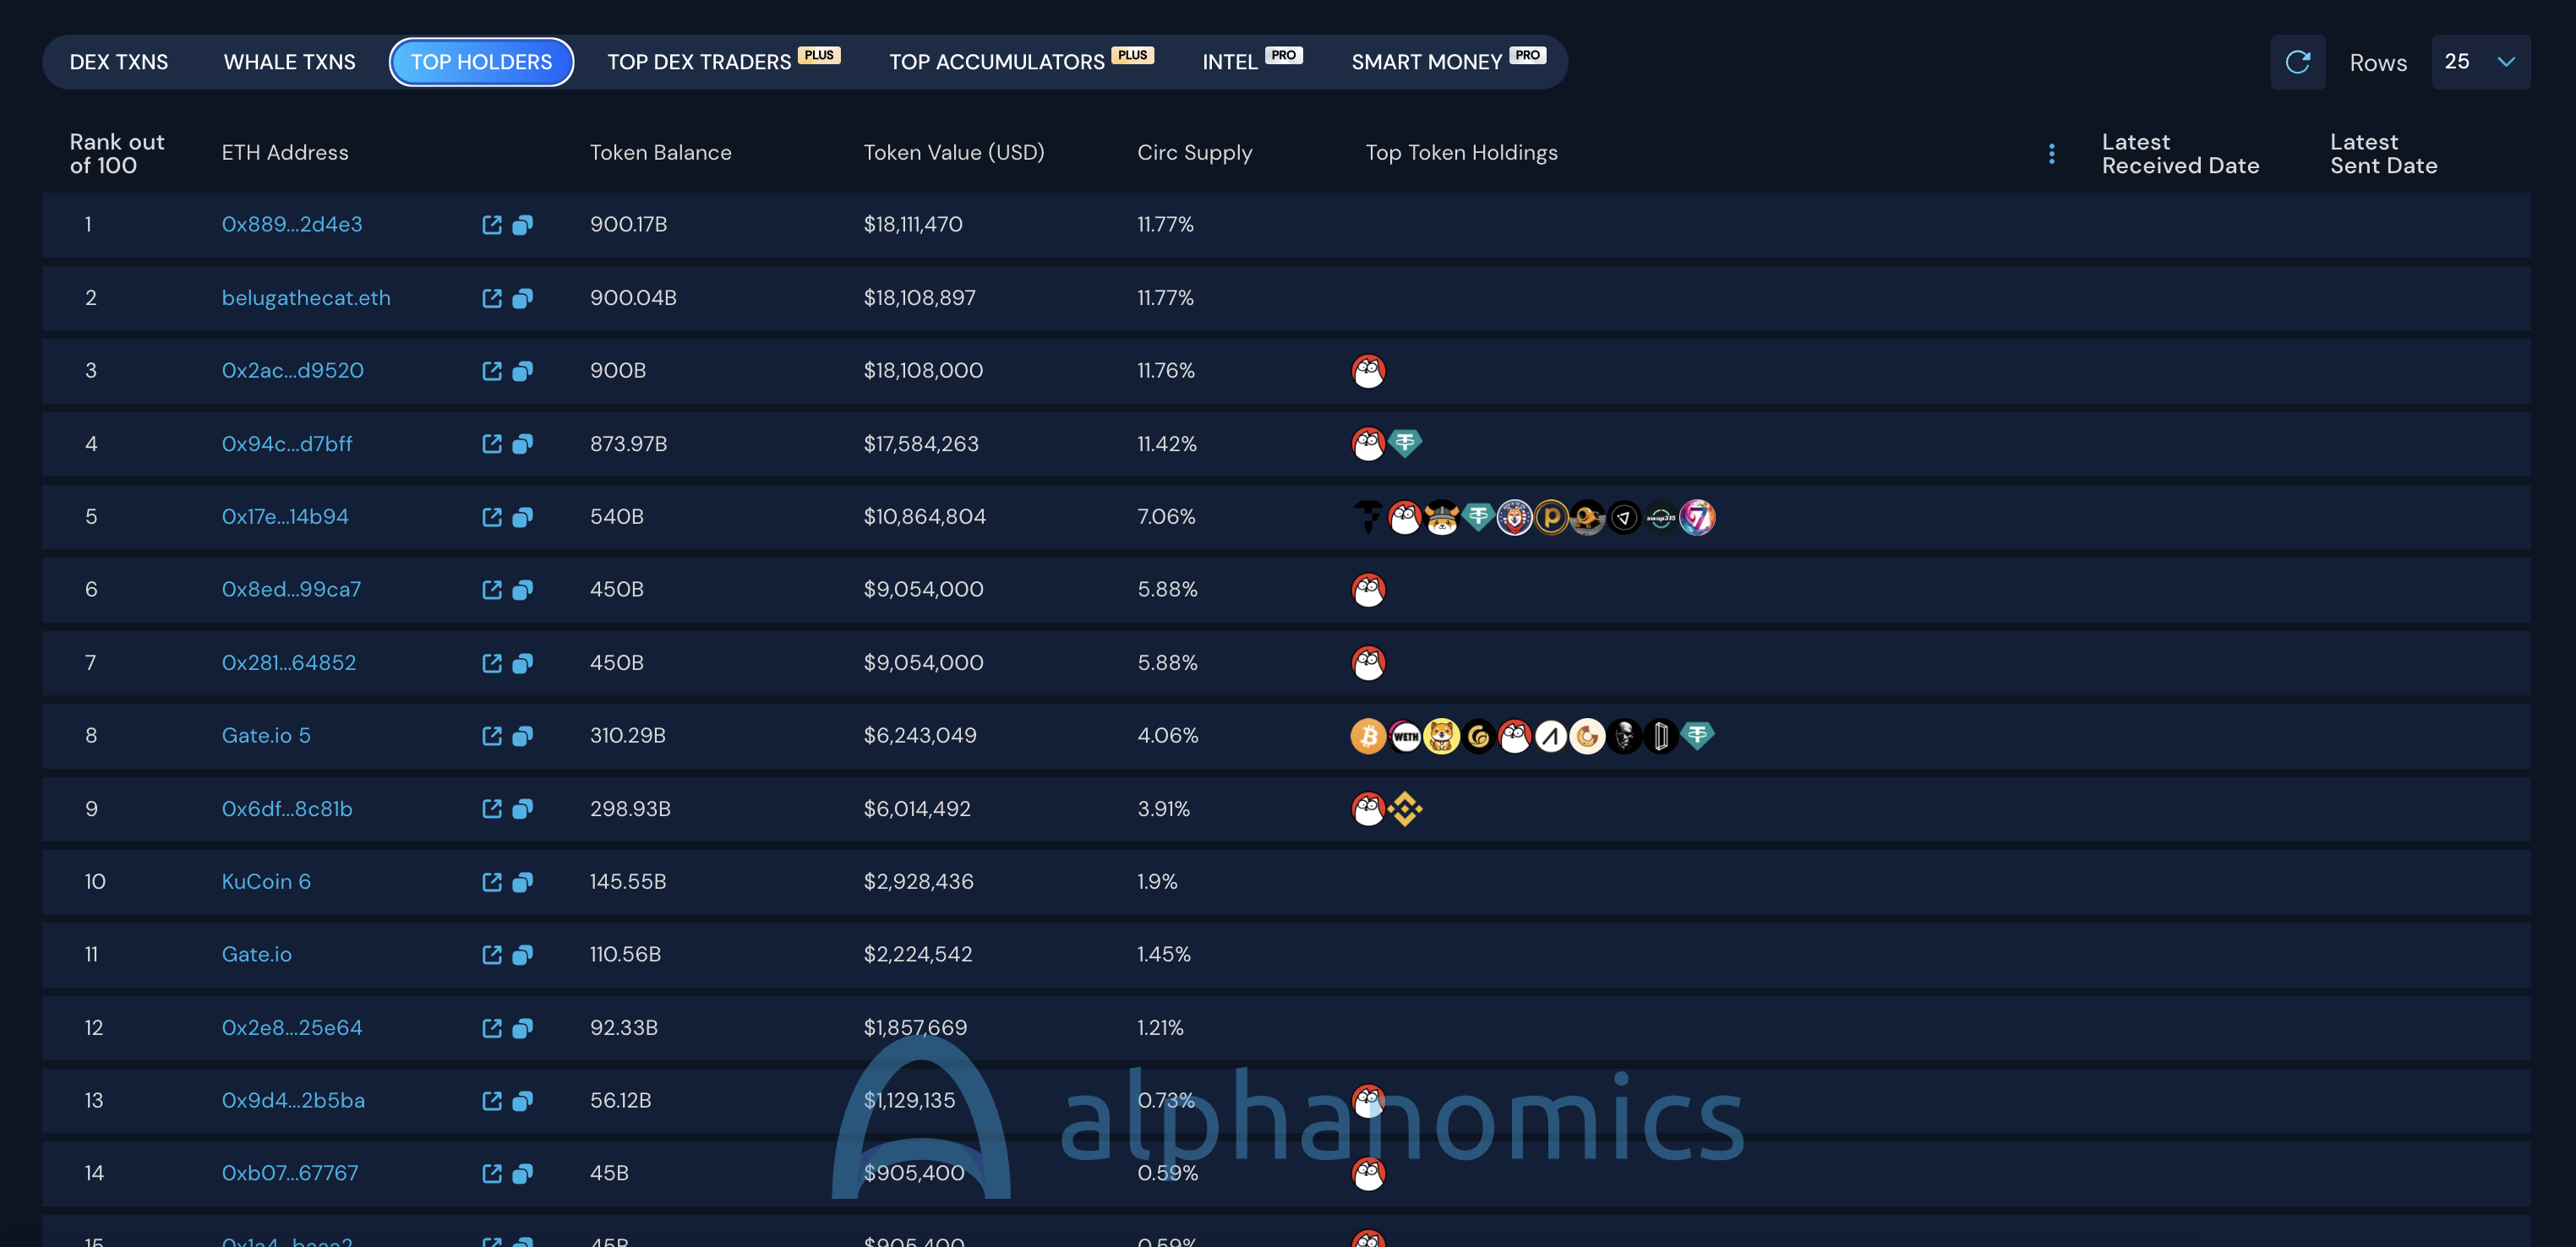 DEX TXNS WHALE TXNS TOP HOLDERS TOP DEX TRADERS PLUS TOP ACCUMULATORS PLUS INTEL PRO SMART MONEY PRO Rows 25
Rank out of 100 ETH Address Token Balance Token Value (USD) Circ Supply Top Token Holdings Latest Received Date Latest Sent Date
1 0x889...2d4e3 900.17B $18,111,470 11.77%
2 belugathecat.eth 900.04B $18,108,897 11.77%
3 0x2ac...d9520 900B $18,108,000 11.76%
4 0x94c...d7bff 873.97B $17,584,263 11.42%
5 0x17e...14b94 540B $10,864,804 7.06% swap315
6 0x8ed...99ca7 450B $9,054,000 5.88%
7 0x281...64852 450B $9,054,000 5.88%
8 Gate.io 5 310.29B $6,243,049 4.06% WETH
9 0x6df...8c81b 298.93B $6,014,492 3.91%
10 KuCoin 6 145.55B $2,928,436 1.9%
11 Gate.io 110.56B $2,224,542 1.45%
12 0x2e8...25e64 92.33B $1,857,669 1.21%
13 0x9d4...2b5ba 56.12B $1,129,135 0.73%
alphanomics
14 0xb07...67767 45B $905,400 0.59%
15 45B $905,400 0.59%